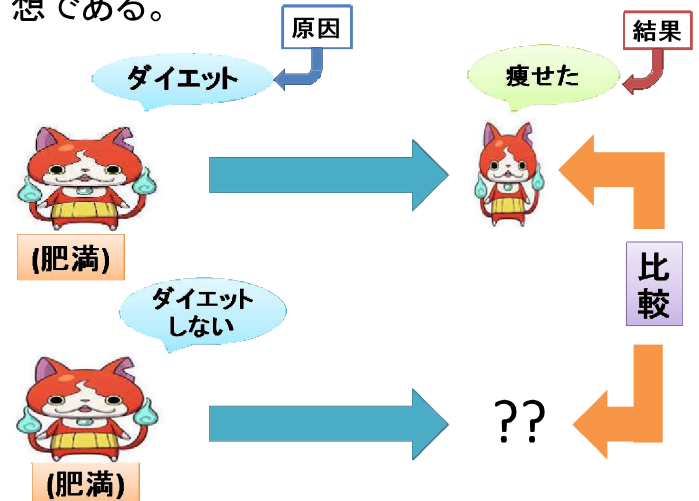 想である。
原因
結果
ダイエット
痩せた
(肥満)
比
較
ダイエット
しない
??
(肥満)